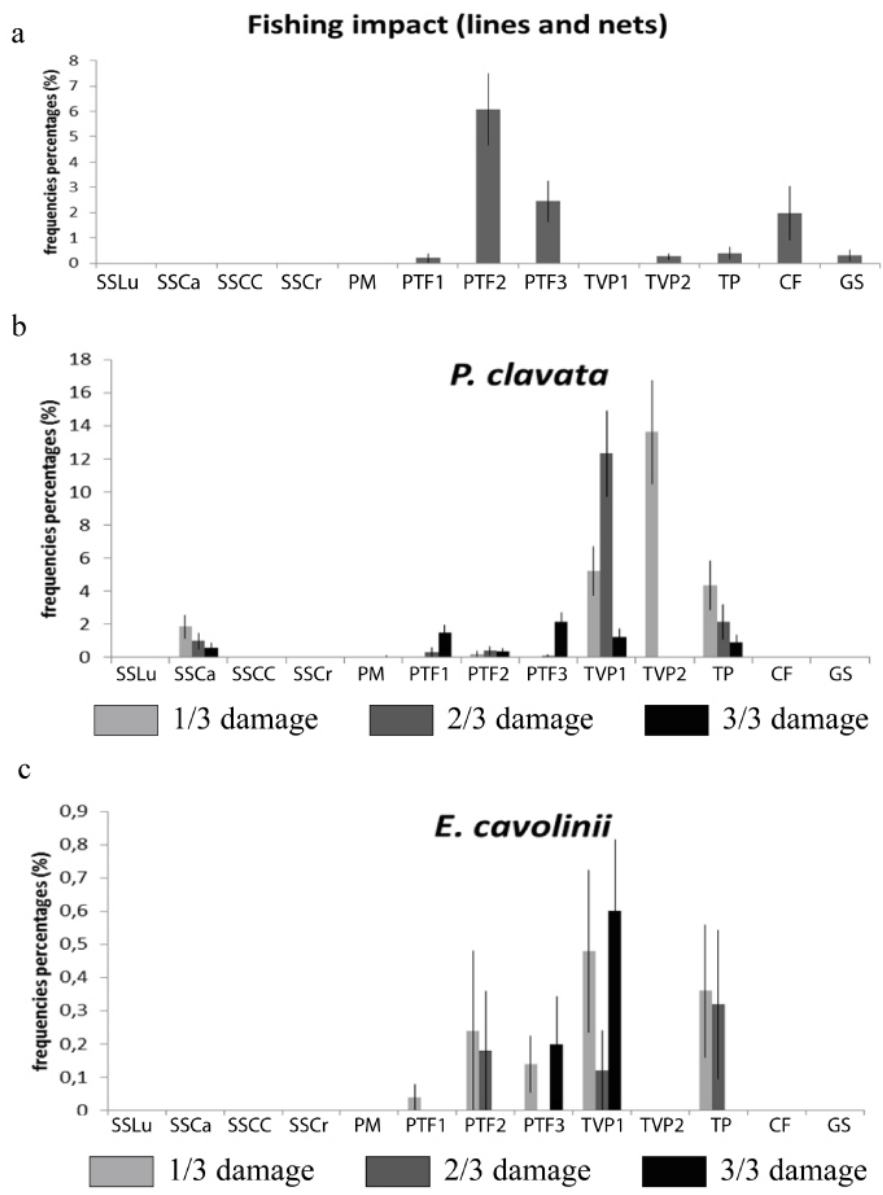 a
Fishing impact (lines and nets)
frequencies percentages (%)
8
7
6
5
4
3
2
1
0
SSLu SSCa SSCC SSCr PM PTF1 PTF2 PTF3 TVP1 TVP2 TP CF GS
b
P. clavata
frequencies percentages (%)
18
16
14
12
10
8
6
4
2
0
SSLu SSCa SSCC SSCr PM PTF1 PTF2 PTF3 TVP1 TVP2 TP CF GS
1/3 damage 2/3 damage 3/3 damage
c
E. cavolinii
frequencies percentages (%)
0,9
0,8
0,7
0,6
0,5
0,4
0,3
0,2
0,1
0
SSLu SSCa SSCC SSCr PM PTF1 PTF2 PTF3 TVP1 TVP2 TP CF GS
1/3 damage 2/3 damage 3/3 damage